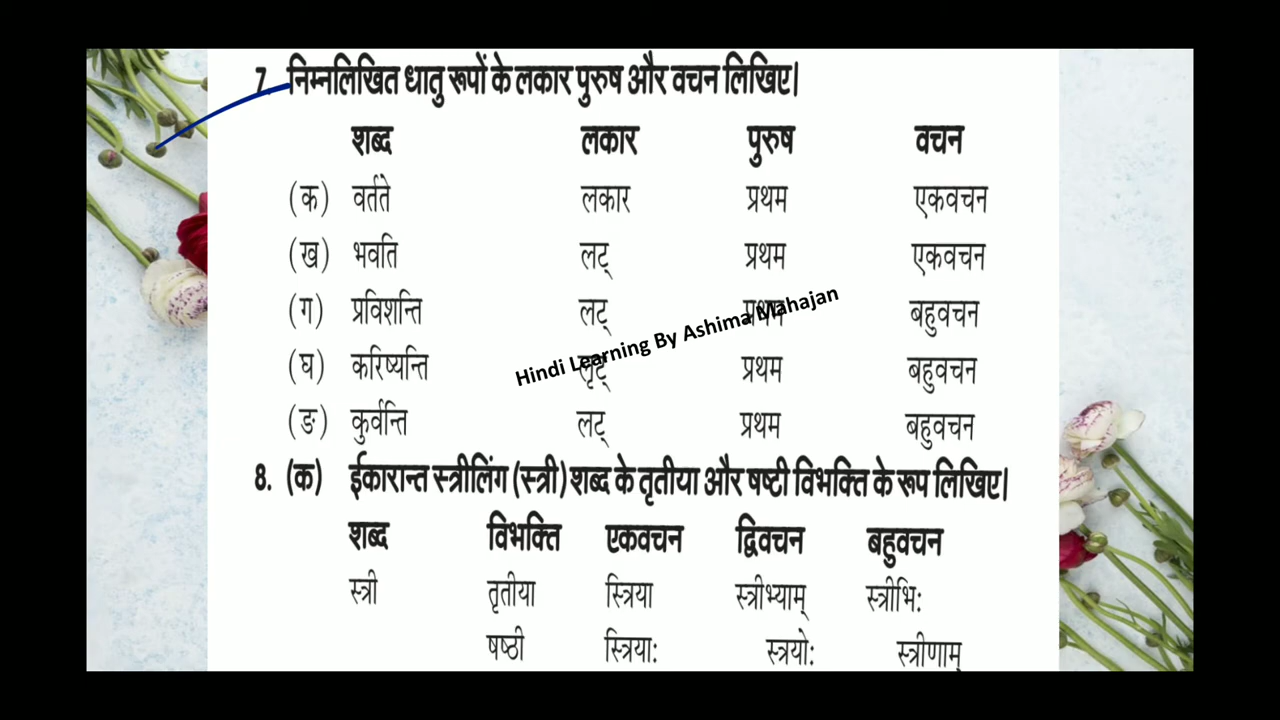 7. निम्नलिखित धातु रूपों के लकार पुरुष और वचन लिखिए।
शब्द लकार पुरुष वचन
(क) वर्तते लकार प्रथम एकवचन
(ख) भवति लट् प्रथम एकवचन
(ग) प्रविशन्ति लट् प्रथम बहुवचन
(घ) करिष्यन्ति लृट् प्रथम बहुवचन
(ङ) कुर्वन्ति लट् प्रथम बहुवचन
Hindi Learning By Ashima Mahajan
8. (क) ईकारान्त स्त्रीलिंग (स्त्री) शब्द के तृतीया और षष्टी विभक्ति के रूप लिखिए।
शब्द विभक्ति एकवचन द्विवचन बहुवचन
स्त्री तृतीया स्त्रिया स्त्रीभ्याम् स्त्रीभि:
षष्ठी स्त्रिया: स्त्रयो: स्त्रीणाम्